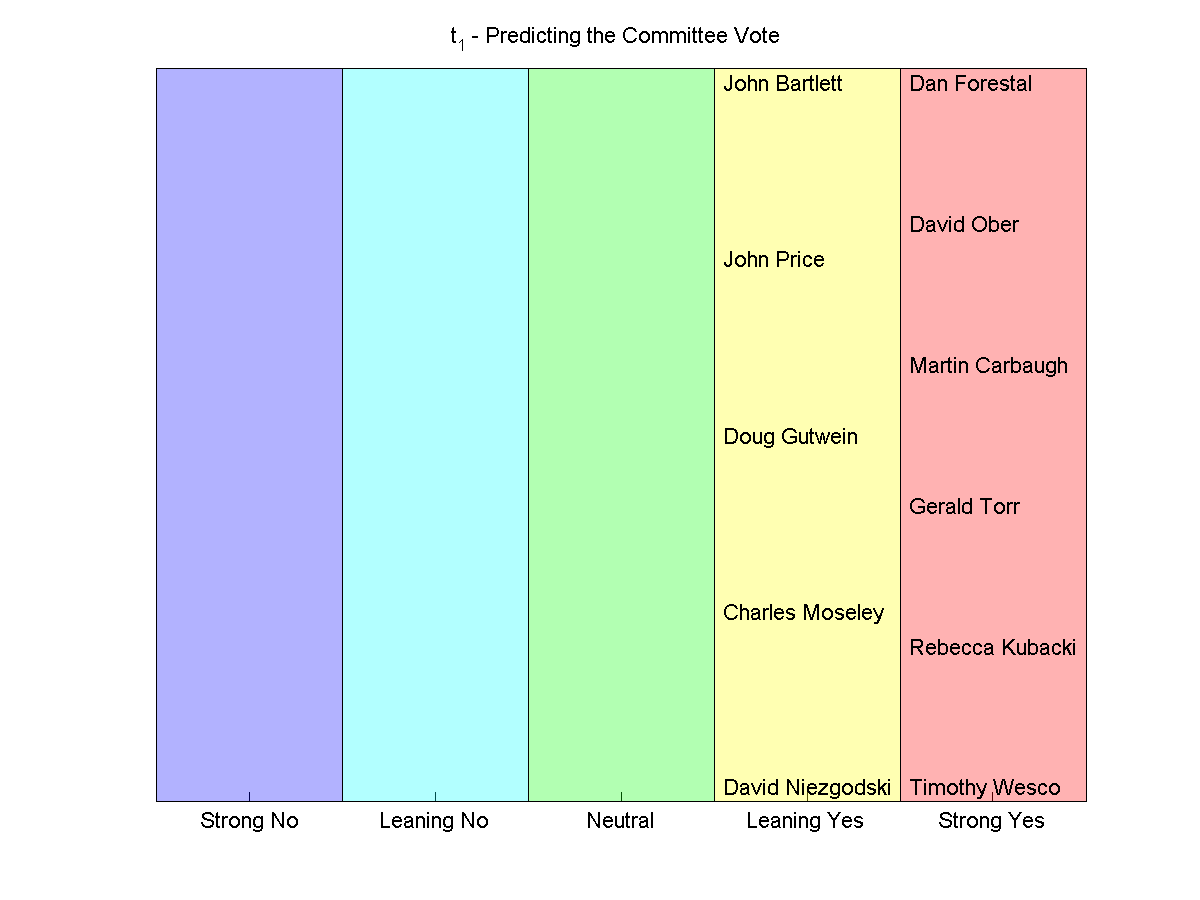 t1 - Predicting the Committee Vote
John Bartlett
Dan Forestal
David Ober
John Price
Martin Carbaugh
Doug Gutwein
Gerald Torr
Charles Moseley
Rebecca Kubacki
David Niezgodski
Timothy Wesco
Strong No
Leaning No
Neutral
Leaning Yes
Strong Yes